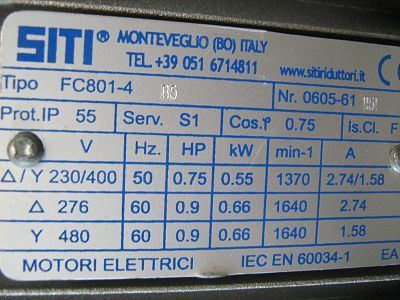 SITI® MONTEVEGLIO (BO) ITALY
TEL. +39 051 6714811 www.sitiriduttori.it
Tipo FC801-4 B5 Nr. 0605-61
Prot.IP 55 Serv. S1 Cos.φ 0.75 Is.Cl. F
V Hz. HP kW min-1 A
Δ/Y 230/400 50 0.75 0.55 1370 2.74/1.58
Δ 276 60 0.9 0.66 1640 2.74
Y 480 60 0.9 0.66 1640 1.58
MOTORI ELETTRICI IEC EN 60034-1 EA